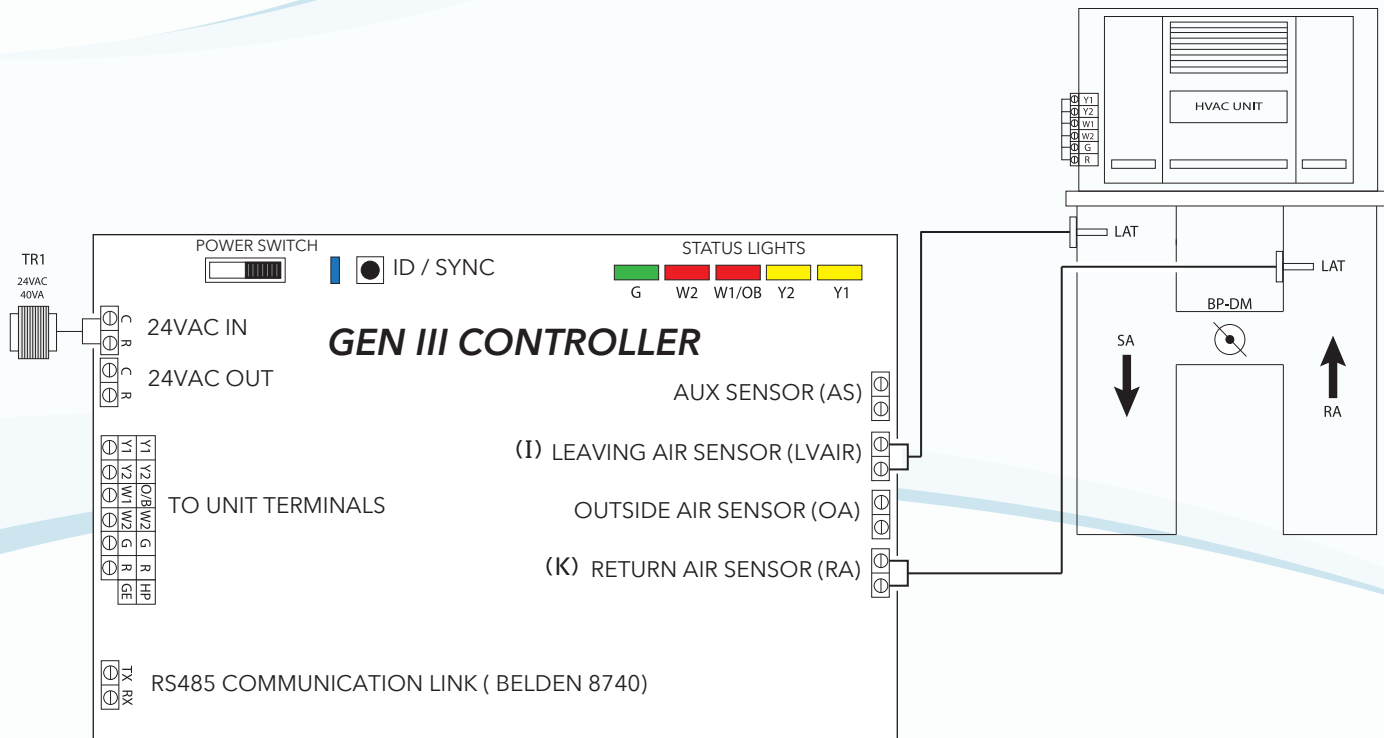 HVAC UNIT
Y1
Y2
W1
W2
G
R
LAT
LAT
BP-DM
SA
RA
TR1
24VAC
40VA
POWER SWITCH
ID / SYNC
STATUS LIGHTS
G W2 W1/OB Y2 Y1
GEN III CONTROLLER
C
R
24VAC IN
C
R
24VAC OUT
Y1 Y1
Y2 Y2
W1 O/B
W2 W2
G G
R R
GE HP
TO UNIT TERMINALS
TX
RX
RS485 COMMUNICATION LINK ( BELDEN 8740)
AUX SENSOR (AS)
(I) LEAVING AIR SENSOR (LVAIR)
OUTSIDE AIR SENSOR (OA)
(K) RETURN AIR SENSOR (RA)